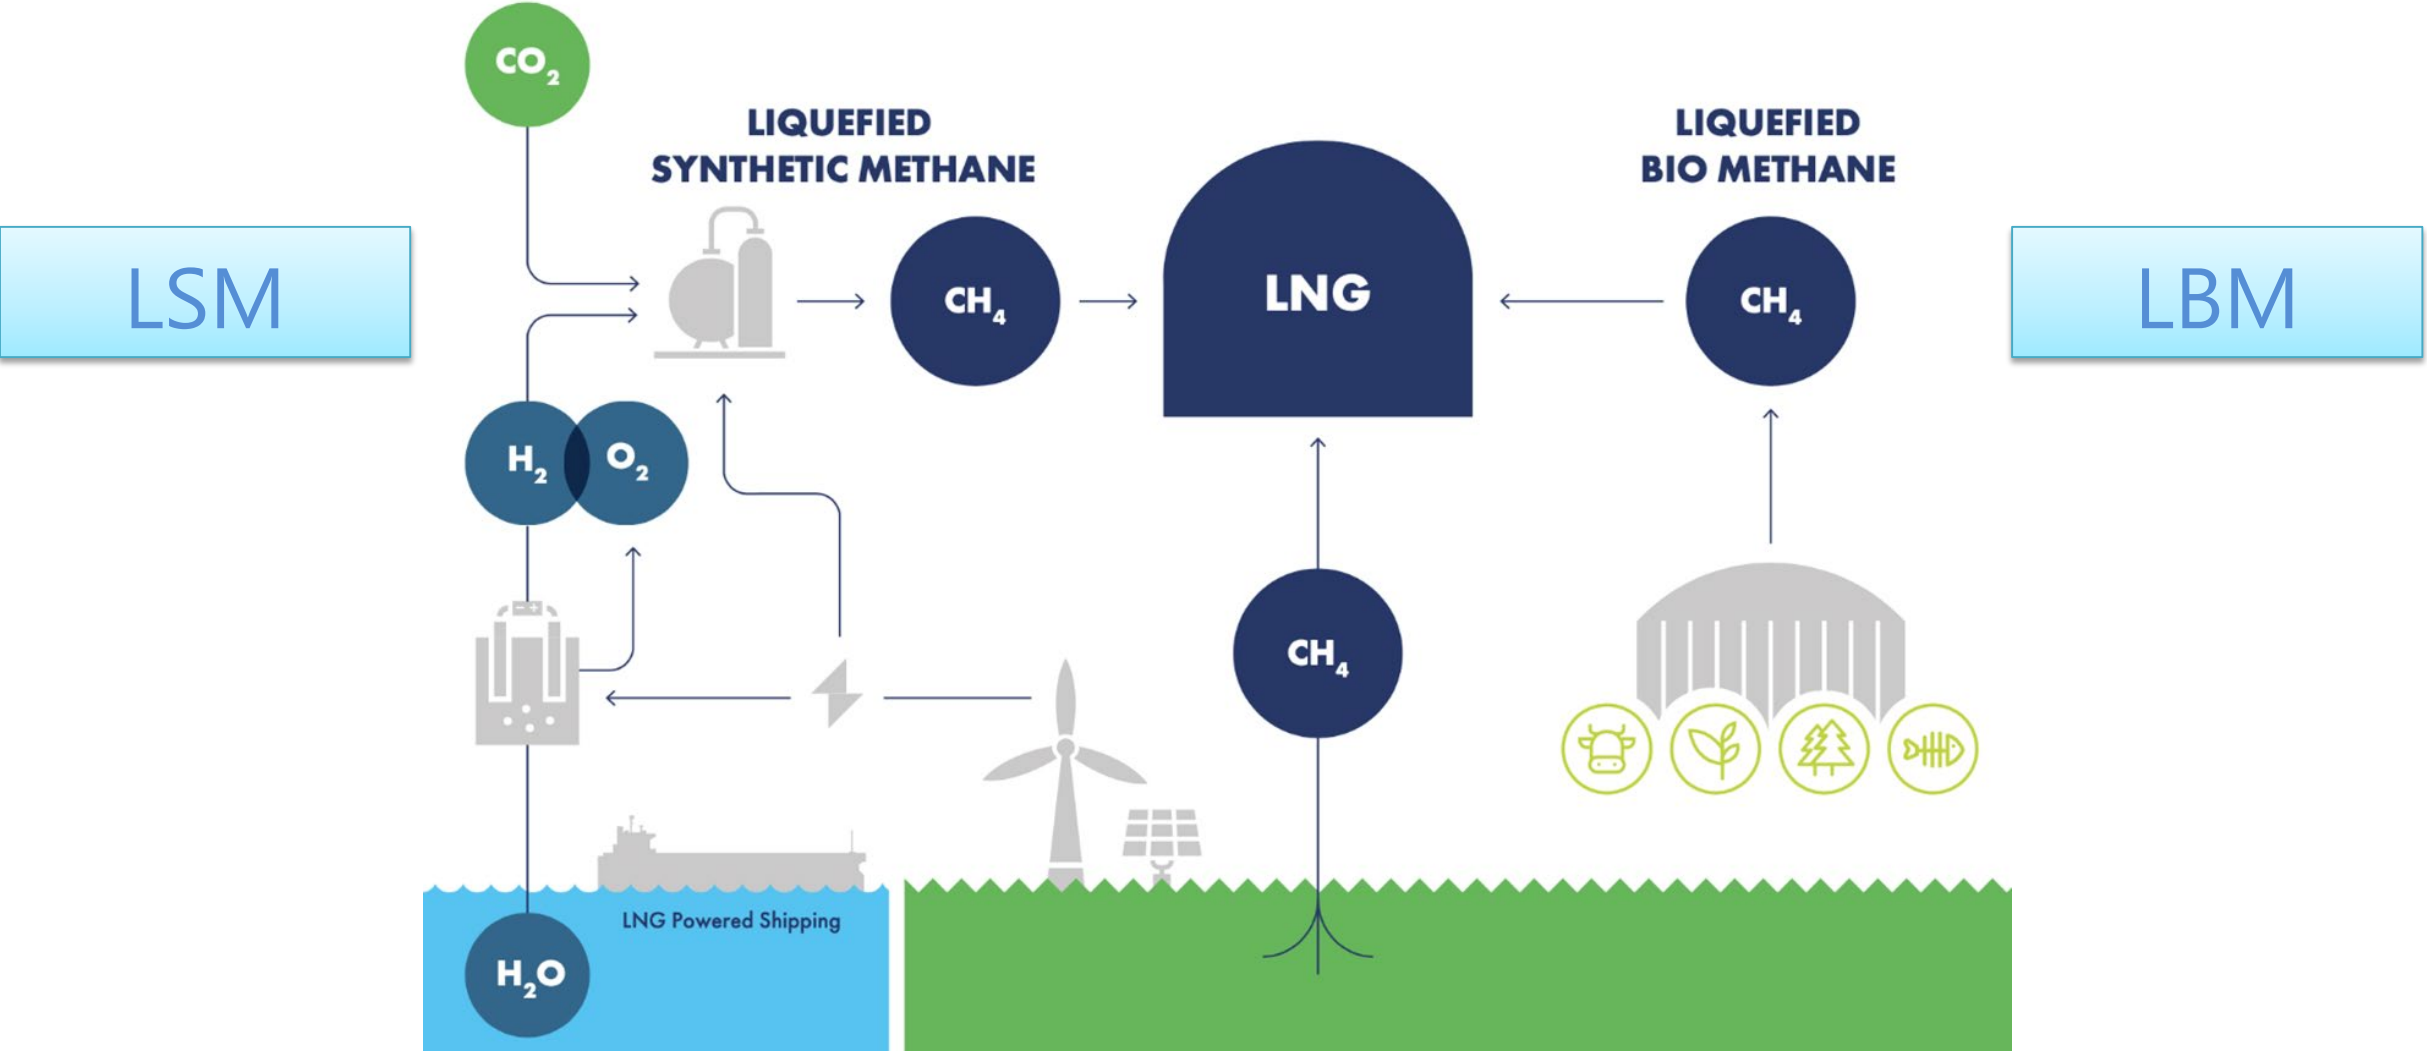 CO₂
LIQUEFIED
SYNTHETIC METHANE
LIQUEFIED
BIO METHANE
LSM
CH₄
LNG
CH₄
LBM
H₂
O₂
CH₄
LNG Powered Shipping
H₂O